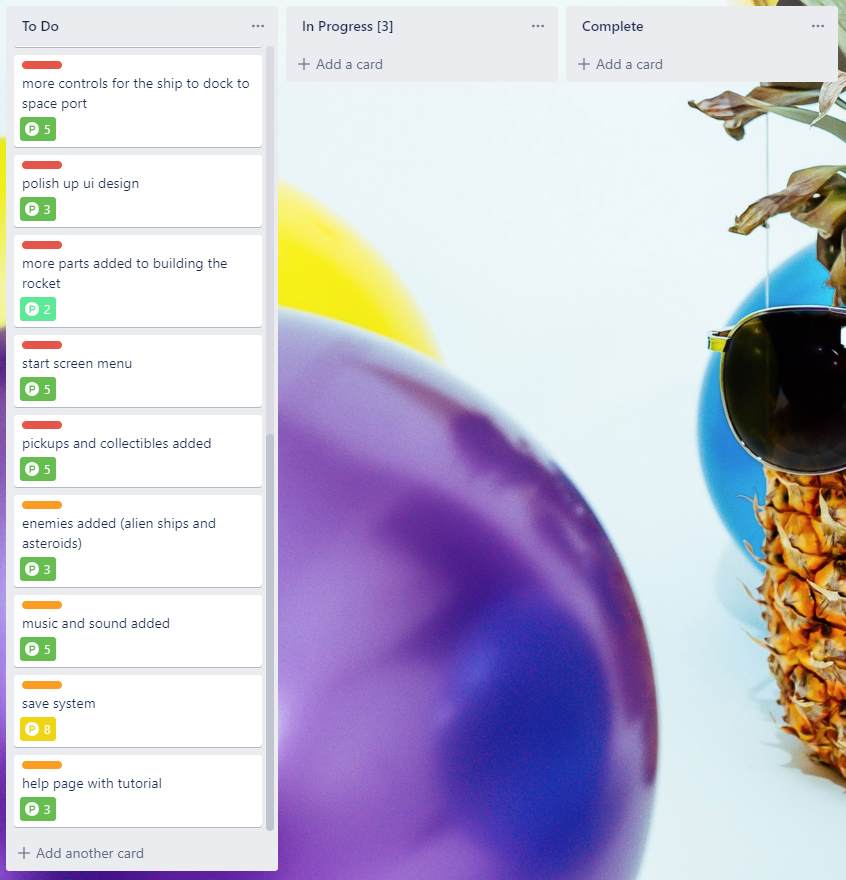 To Do
more controls for the ship to dock to
space port
P 5
polish up ui design
P 3
more parts added to building the
rocket
P 2
start screen menu
P 5
pickups and collectibles added
P 5
enemies added (alien ships and
asteroids)
P 3
music and sound added
P 5
save system
P 8
help page with tutorial
P 3
+ Add another card
In Progress [3]
+ Add a card
Complete
+ Add a card